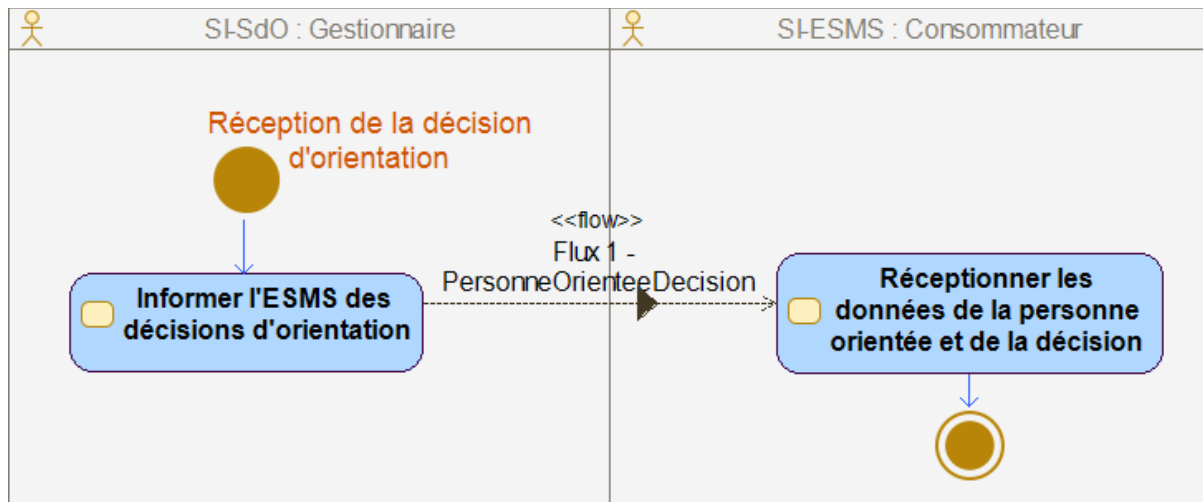 SI-SdO : Gestionnaire
SI-ESMS : Consommateur
Réception de la décision
d'orientation
<<flow>>
Flux 1 -
PersonneOrienteeDecision
Informer l'ESMS des
décisions d'orientation
Réceptionner les
données de la personne
orientée et de la décision